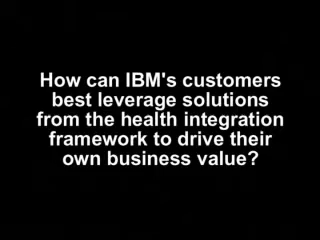 How can IBM's customers
best leverage solutions
from the health integration
framework to drive their
own business value?